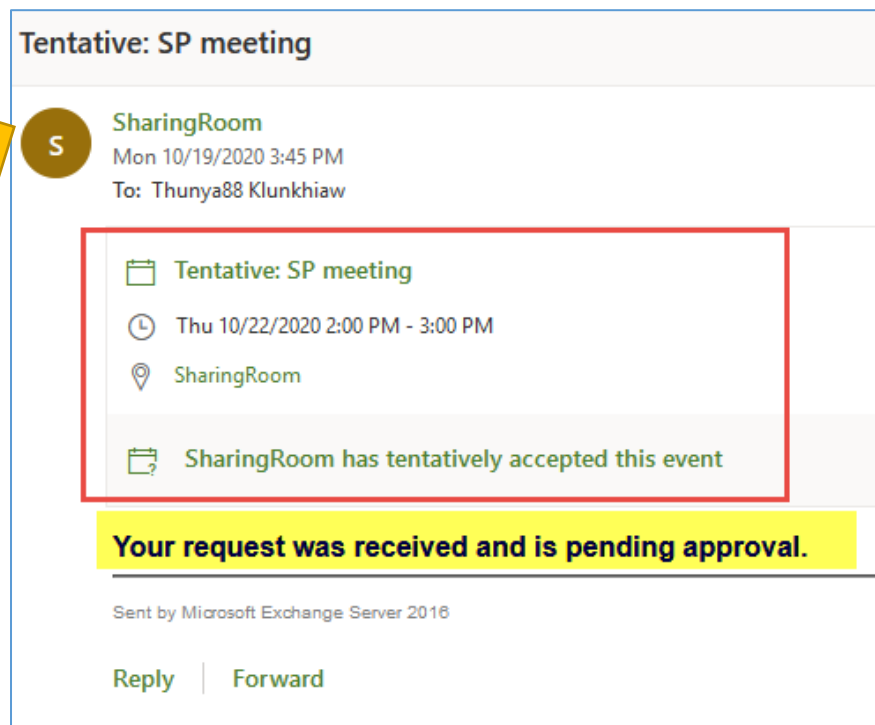 Tentative: SP meeting
S
SharingRoom
Mon 10/19/2020 3:45 PM
To: Thunya88 Klunkhiaw
Tentative: SP meeting
Thu 10/22/2020 2:00 PM - 3:00 PM
SharingRoom
? SharingRoom has tentatively accepted this event
Your request was received and is pending approval.
Sent by Microsoft Exchange Server 2016
Reply Forward